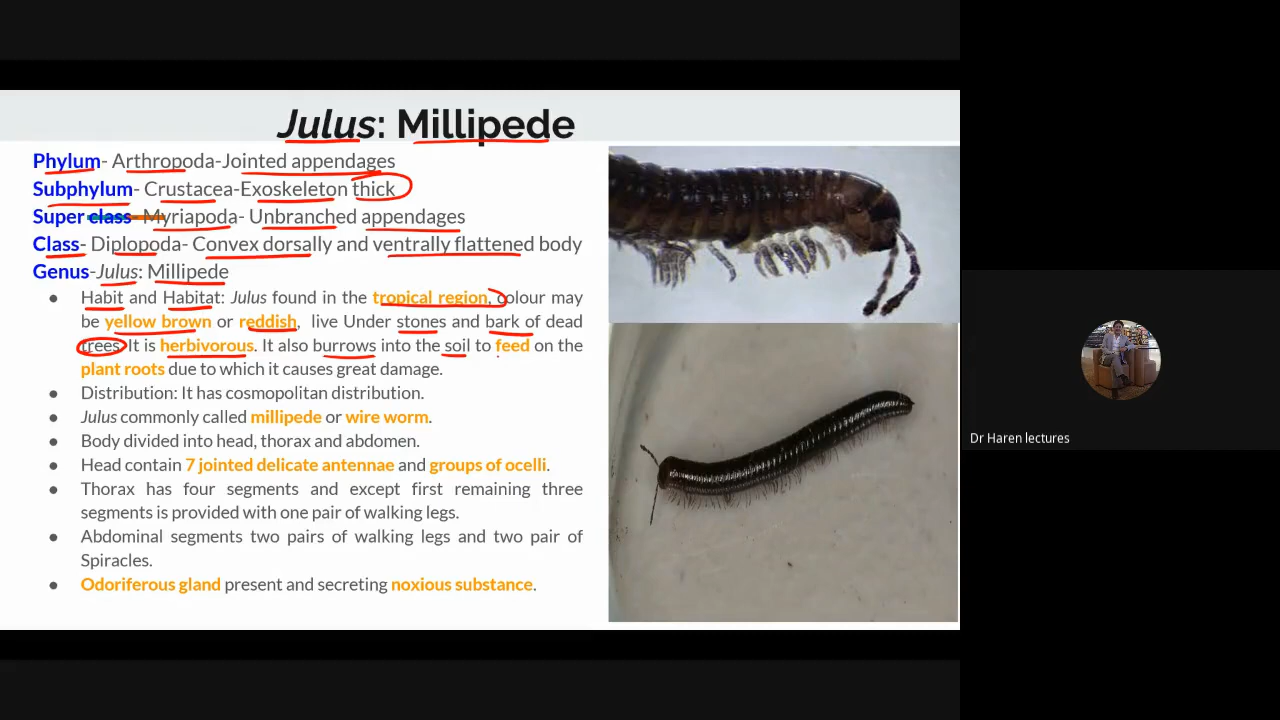 Julus: Millipede
Phylum- Arthropoda-Jointed appendages
Subphylum- Crustacea-Exoskeleton thick
Super class- Myriapoda- Unbranched appendages
Class- Diplopoda- Convex dorsally and ventrally flattened body
Genus-Julus: Millipede
● Habit and Habitat: Julus found in the tropical region, colour may
be yellow brown or reddish, live Under stones and bark of dead
trees. It is herbivorous. It also burrows into the soil to feed on the
plant roots due to which it causes great damage.
● Distribution: It has cosmopolitan distribution.
● Julus commonly called millipede or wire worm.
● Body divided into head, thorax and abdomen.
● Head contain 7 jointed delicate antennae and groups of ocelli.
● Thorax has four segments and except first remaining three
segments is provided with one pair of walking legs.
● Abdominal segments two pairs of walking legs and two pair of
Spiracles.
● Odoriferous gland present and secreting noxious substance.
Dr Haren lectures